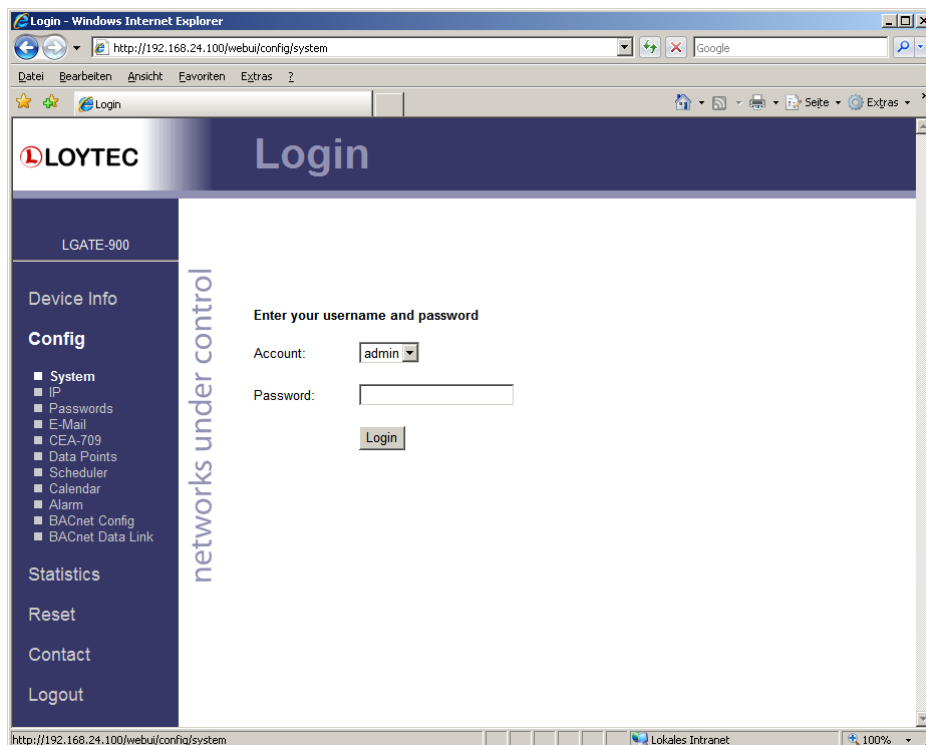 Login - Windows Internet Explorer
http://192.168.24.100/webui/config/system
Google
Datei Bearbeiten Ansicht Favoriten Extras ?
Login
Seite
Extras
LOYTEC
Login
LGATE-900
Device Info
Config
System
IP
Passwords
E-Mail
CEA-709
Data Points
Scheduler
Calendar
Alarm
BACnet Config
BACnet Data Link
Statistics
Reset
Contact
Logout
networks under control
Enter your username and password
Account: admin
Password:
Login
http://192.168.24.100/webui/config/system
Lokales Intranet
100%